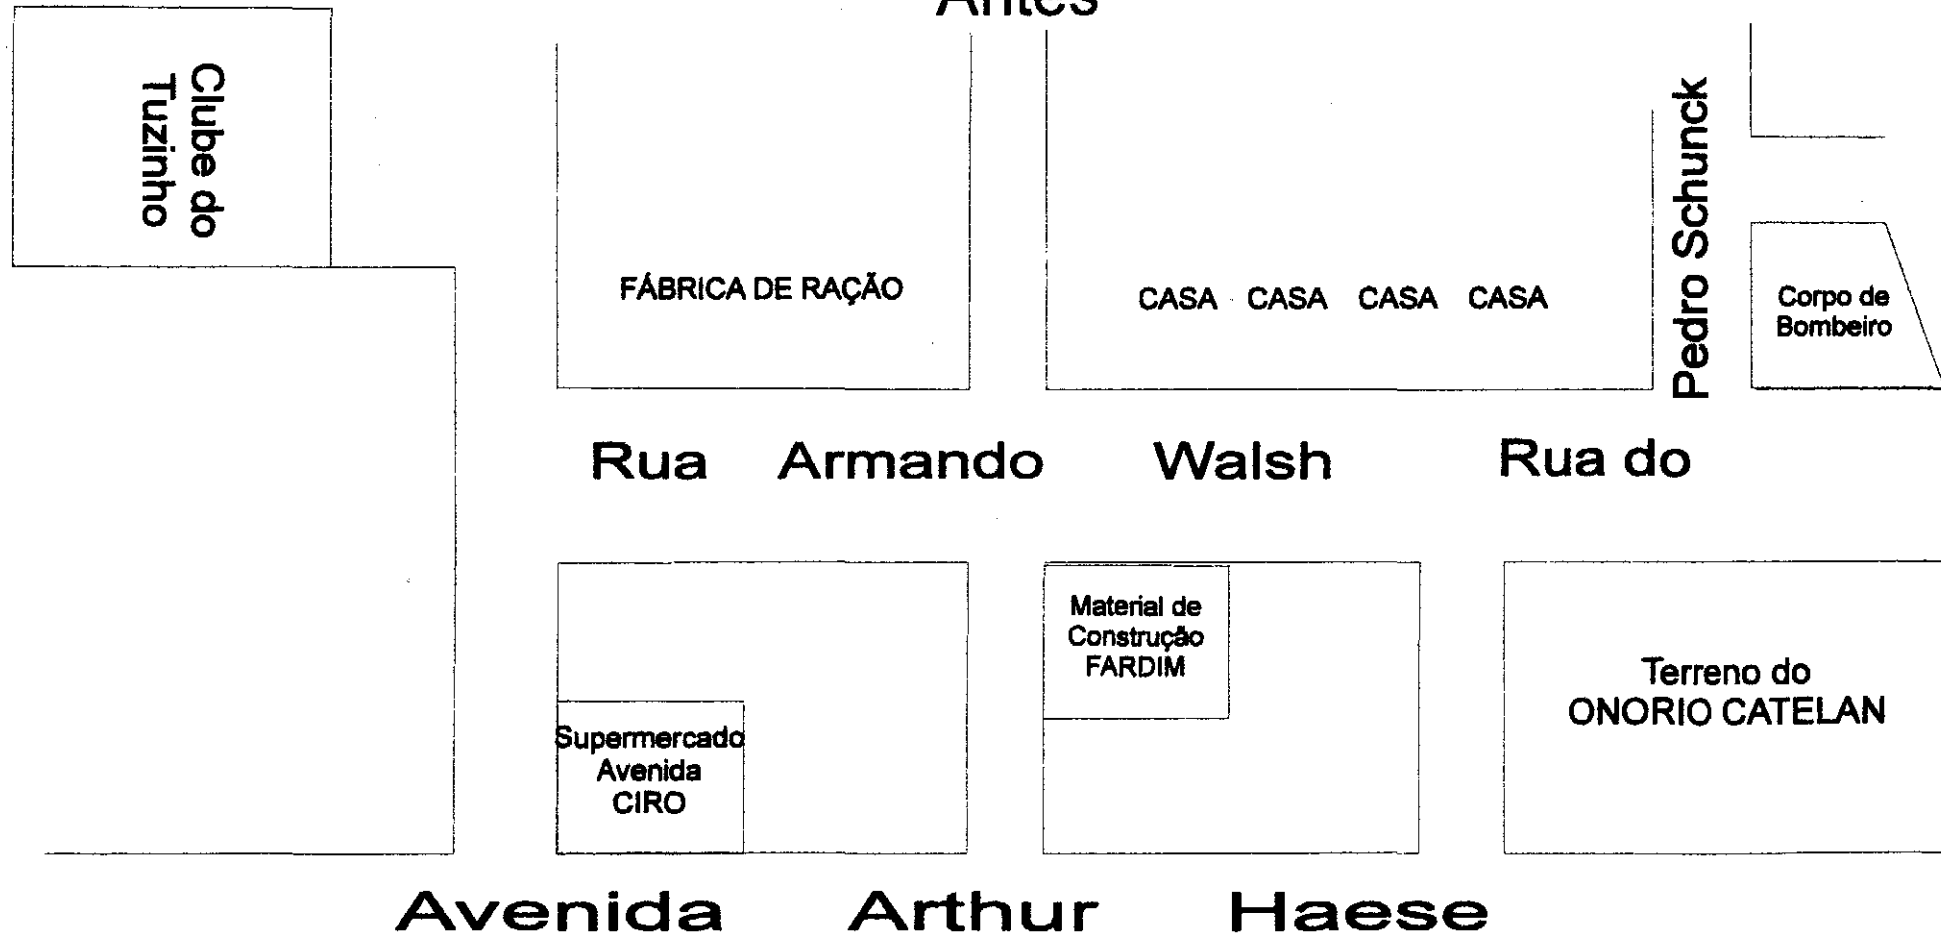 Antes
Clube do
Tuzinho
FÁBRICA DE RAÇÃO
CASA CASA CASA CASA
Pedro Schunck
Corpo de
Bombeiro
Rua Armando Walsh Rua do
Material de
Construção
FARDIM
Terreno do
ONORIO CATELAN
Supermercado
Avenida
CIRO
Avenida Arthur Haese